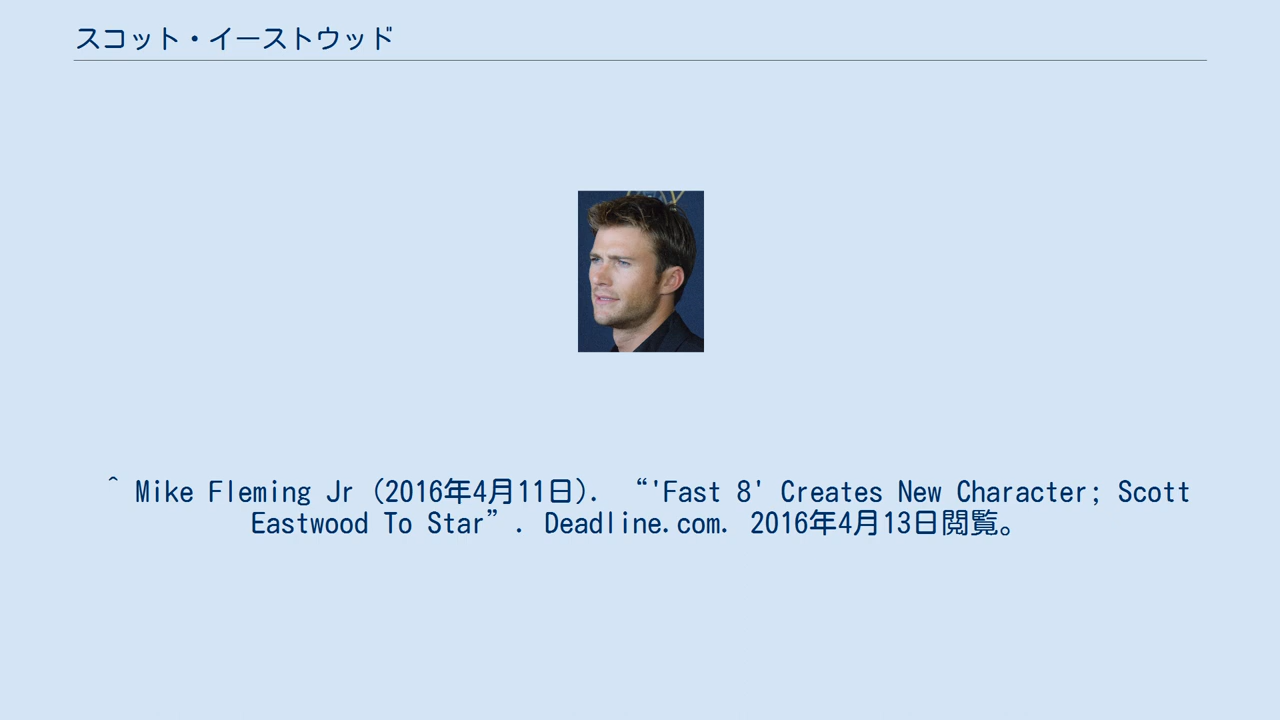 スコット・イーストウッド
^ Mike Fleming Jr (2016年4月11日). “'Fast 8' Creates New Character; Scott
Eastwood To Star”. Deadline.com. 2016年4月13日閲覧。